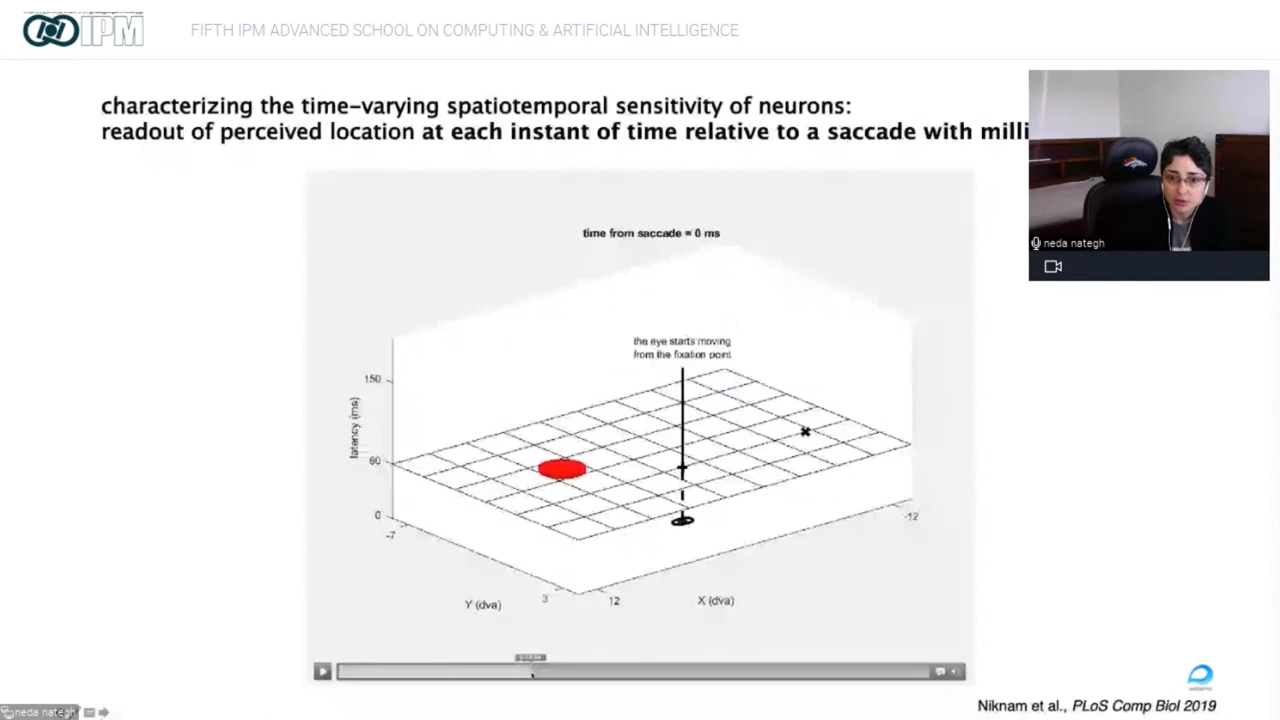 IPM
FIFTH IPM ADVANCED SCHOOL ON COMPUTING & ARTIFICIAL INTELLIGENCE
characterizing the time-varying spatiotemporal sensitivity of neurons:
readout of perceived location at each instant of time relative to a saccade with milli
neda nategh
time from saccade = 0 ms
the eye starts moving
from the fixation point
150
latency (ms)
60
0
-7
-12
Y (dva)
3
12
X (dva)
Niknam et al., PLoS Comp Biol 2019
neda nategh